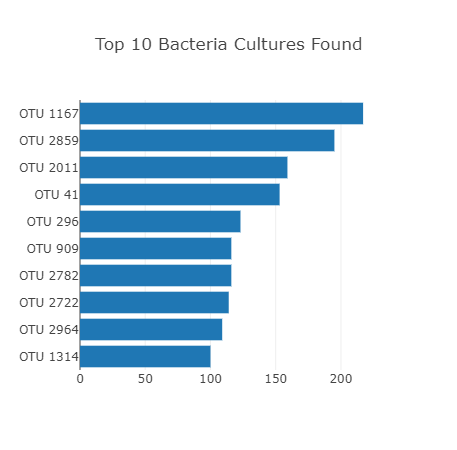 Top 10 Bacteria Cultures Found
OTU 1167
OTU 2859
OTU 2011
OTU 41
OTU 296
OTU 909
OTU 2782
OTU 2722
OTU 2964
OTU 1314
0 50 100 150 200